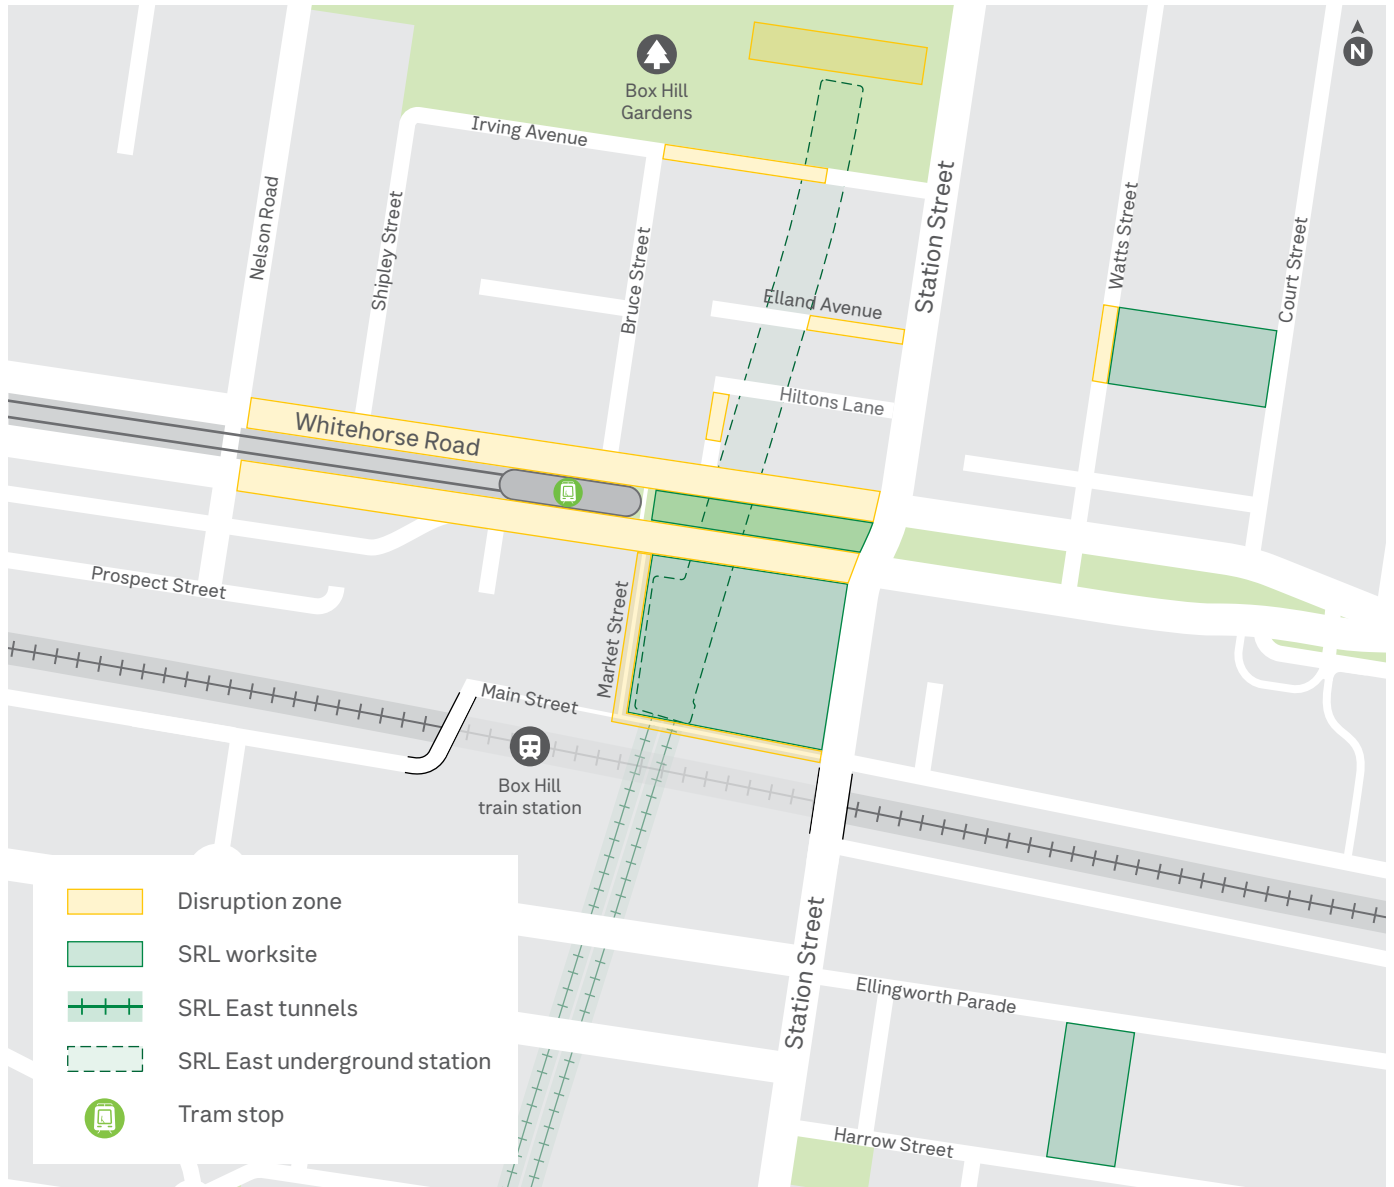 N
Box Hill
Gardens
Irving Avenue
Nelson Road
Shipley Street
Bruce Street
Station Street
Watts Street
Court Street
Elland Avenue
Hiltons Lane
Whitehorse Road
Prospect Street
Market Street
Main Street
Box Hill
train station
Station Street
Ellingworth Parade
Harrow Street
Disruption zone
SRL worksite
SRL East tunnels
SRL East underground station
Tram stop